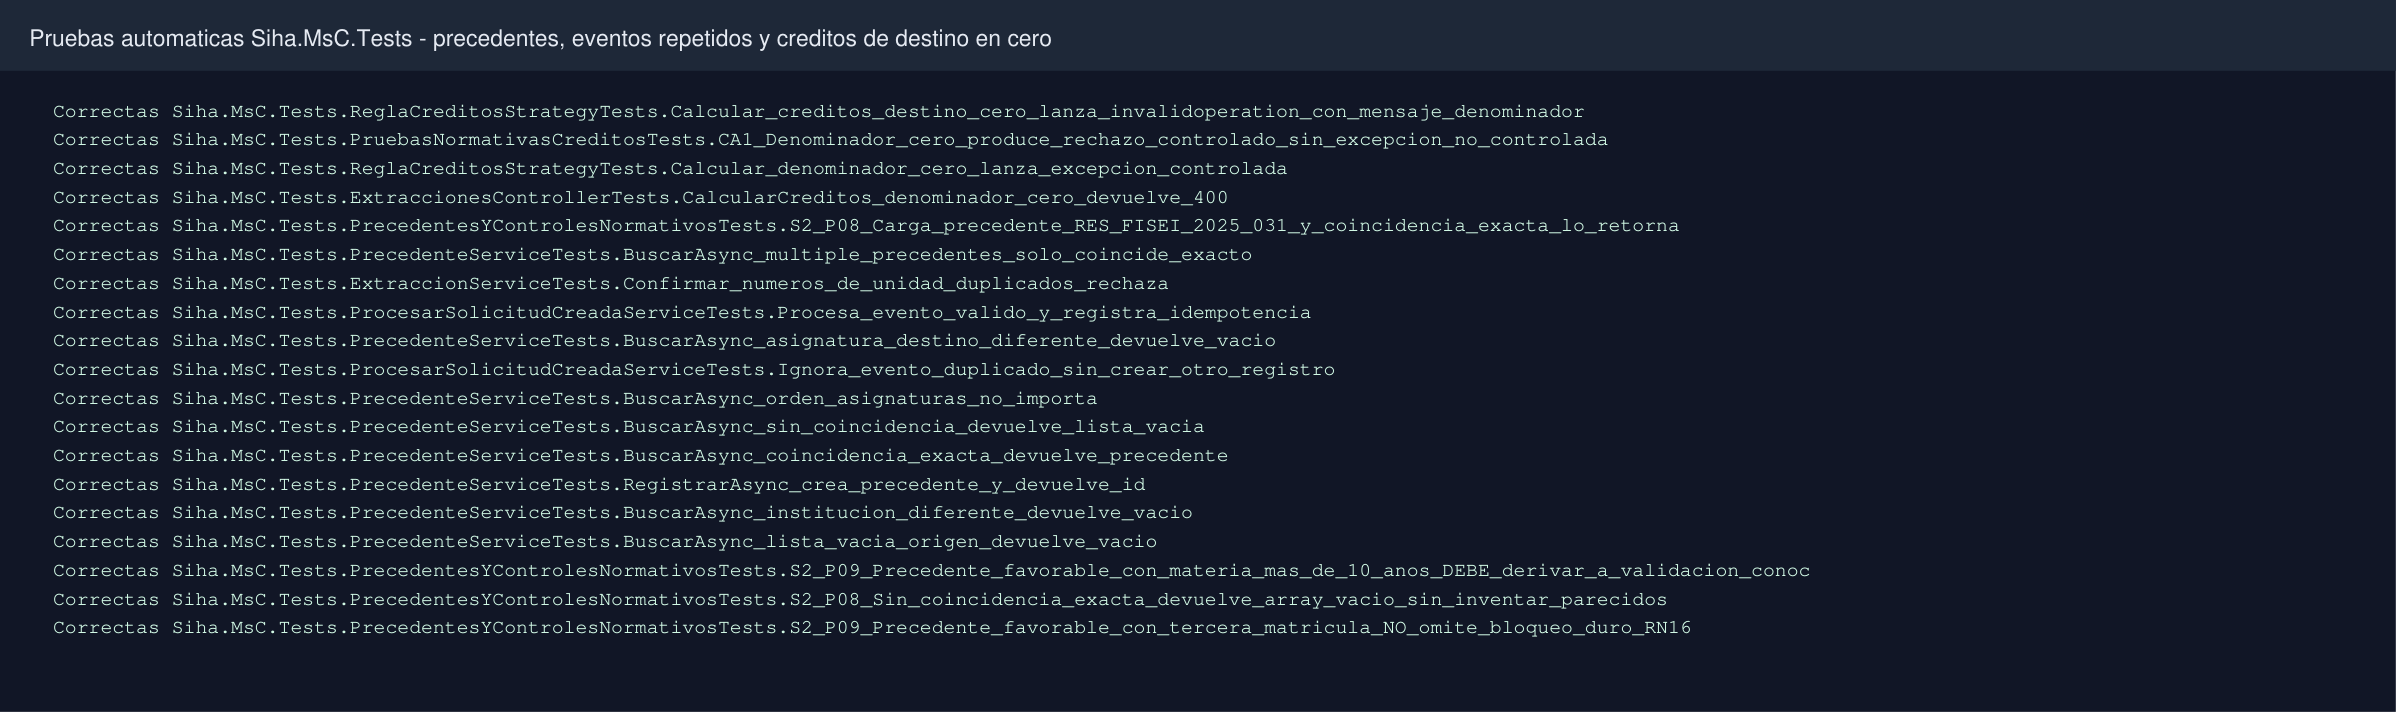 Pruebas automaticas Siha.MsC.Tests - precedentes, eventos repetidos y creditos de destino en cero
Correctas Siha.MsC.Tests.ReglaCreditosStrategyTests.Calcular_creditos_destino_cero_lanza_invalidoperation_con_mensaje_denominador
Correctas Siha.MsC.Tests.PruebasNormativasCreditosTests.CA1_Denominador_cero_produce_rechazo_controlado_sin_excepcion_no_controlada
Correctas Siha.MsC.Tests.ReglaCreditosStrategyTests.Calcular_denominador_cero_lanza_excepcion_controlada
Correctas Siha.MsC.Tests.ExtraccionesControllerTests.CalcularCreditos_denominador_cero_devuelve_400
Correctas Siha.MsC.Tests.PrecedentesYControlesNormativosTests.S2_P08_Carga_precedente_RES_FISEI_2025_031_y_coincidencia_exacta_lo_retorna
Correctas Siha.MsC.Tests.PrecedenteServiceTests.BuscarAsync_multiple_precedentes_solo_coincide_exacto
Correctas Siha.MsC.Tests.ExtraccionServiceTests.Confirmar_numeros_de_unidad_duplicados_rechaza
Correctas Siha.MsC.Tests.ProcesarSolicitudCreadaServiceTests.Procesa_evento_valido_y_registra_idempotencia
Correctas Siha.MsC.Tests.PrecedenteServiceTests.BuscarAsync_asignatura_destino_diferente_devuelve_vacio
Correctas Siha.MsC.Tests.ProcesarSolicitudCreadaServiceTests.Ignora_evento_duplicado_sin_crear_otro_registro
Correctas Siha.MsC.Tests.PrecedenteServiceTests.BuscarAsync_orden_asignaturas_no_importa
Correctas Siha.MsC.Tests.PrecedenteServiceTests.BuscarAsync_sin_coincidencia_devuelve_lista_vacia
Correctas Siha.MsC.Tests.PrecedenteServiceTests.BuscarAsync_coincidencia_exacta_devuelve_precedente
Correctas Siha.MsC.Tests.PrecedenteServiceTests.RegistrarAsync_crea_precedente_y_devuelve_id
Correctas Siha.MsC.Tests.PrecedenteServiceTests.BuscarAsync_institucion_diferente_devuelve_vacio
Correctas Siha.MsC.Tests.PrecedenteServiceTests.BuscarAsync_lista_vacia_origen_devuelve_vacio
Correctas Siha.MsC.Tests.PrecedentesYControlesNormativosTests.S2_P09_Precedente_favorable_con_materia_mas_de_10_anos_DEBE_derivar_a_validacion_conoc
Correctas Siha.MsC.Tests.PrecedentesYControlesNormativosTests.S2_P08_Sin_coincidencia_exacta_devuelve_array_vacio_sin_inventar_parecidos
Correctas Siha.MsC.Tests.PrecedentesYControlesNormativosTests.S2_P09_Precedente_favorable_con_tercera_matricula_NO_omite_bloqueo_duro_RN16